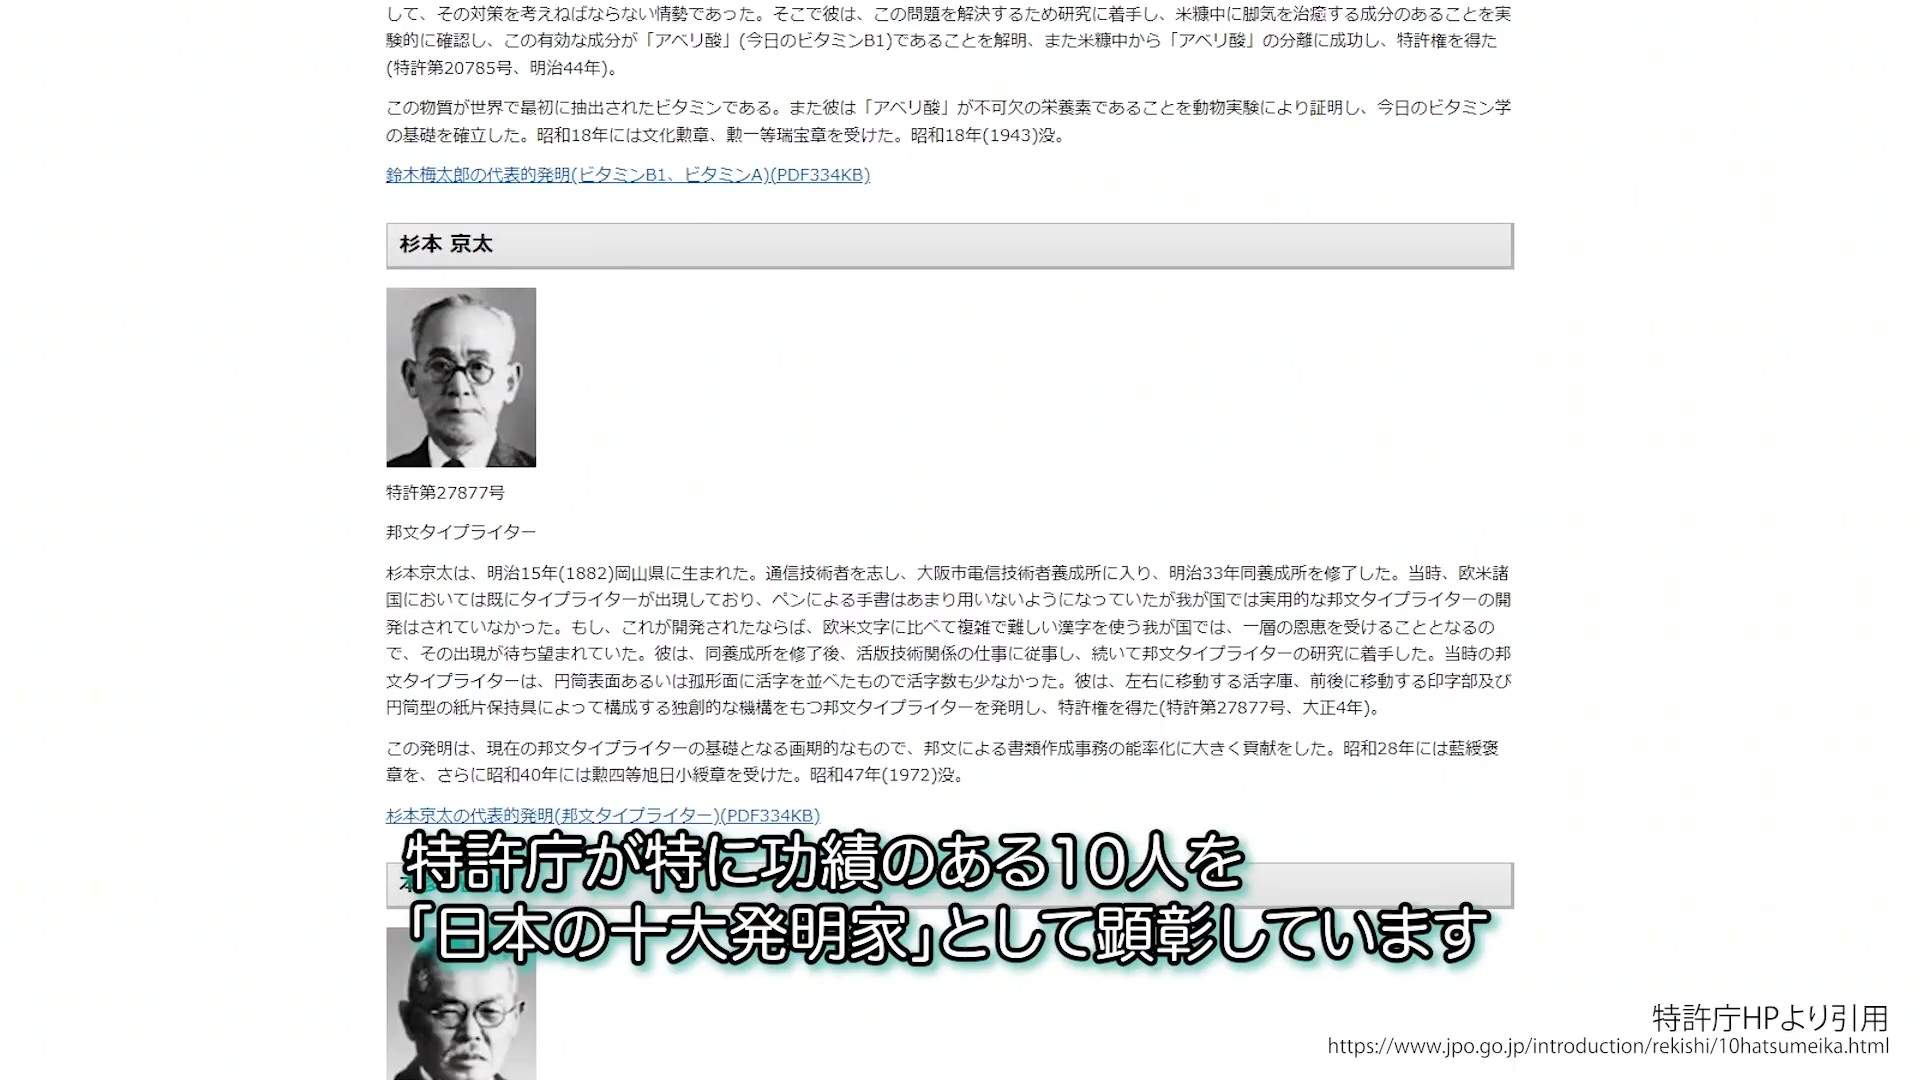 して、その対策を考えねばならない情勢であった。そこで彼は、この問題を解決するため研究に着手し、米糠中に脚気を治癒する成分のあることを実
験的に確認し、この有効な成分が「アベリ酸」(今日のビタミンB1)であることを解明、また米糠中から「アベリ酸」の分離に成功し、特許権を得た
(特許第20785号、明治44年)。
この物質が世界で最初に抽出されたビタミンである。また彼は「アベリ酸」が不可欠の栄養素であることを動物実験により証明し、今日のビタミン学
の基礎を確立した。昭和18年には文化勲章、勲一等瑞宝章を受けた。昭和18年(1943)没。
鈴木梅太郎の代表的発明(ビタミンB1、ビタミンA)(PDF334KB)
杉本 京太
特許第27877号
邦文タイプライター
杉本京太は、明治15年(1882)岡山県に生まれた。通信技術者を志し、大阪市電信技術者養成所に入り、明治33年同養成所を修了した。当時、欧米諸
国においては既にタイプライターが出現しており、ペンによる手書はあまり用いないようになっていたが我が国では実用的な邦文タイプライターの開
発はされていなかった。もし、これが開発されたならば、欧米文字に比べて複雑で難しい漢字を使う我が国では、一層の恩恵を受けることとなるの
で、その出現が待ち望まれていた。彼は、同養成所を修了後、活版技術関係の仕事に従事し、続いて邦文タイプライターの研究に着手した。当時の邦
文タイプライターは、円筒表面あるいは孤形面に活字を並べたもので活字数も少なかった。彼は、左右に移動する活字庫、前後に移動する印字部及び
円筒型の紙片保持具によって構成する独創的な機構をもつ邦文タイプライターを発明し、特許権を得た(特許第27877号、大正4年)。
この発明は、現在の邦文タイプライターの基礎となる画期的なもので、邦文による書類作成事務の能率化に大きく貢献をした。昭和28年には藍綬褒
章を、さらに昭和40年には勲四等旭日小綬章を受けた。昭和47年(1972)没。
杉本京太の代表的発明(邦文タイプライター)(PDF334KB)
特許庁が特に功績のある10人を
「日本の十大発明家」として顕彰しています
特許庁HPより引用
https://www.jpo.go.jp/introduction/rekishi/10hatsumeika.html